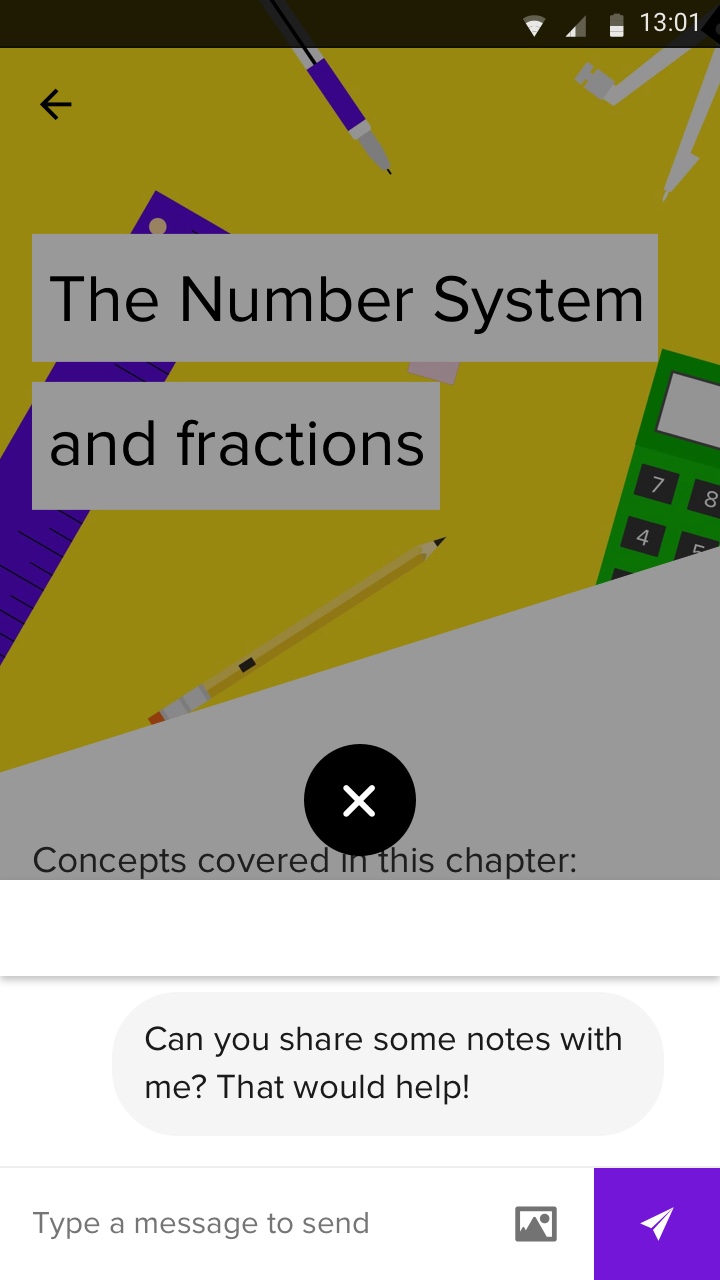 13:01
The Number System
and fractions
7 8
4 5
Concepts covered in this chapter:
Can you share some notes with
me? That would help!
Type a message to send